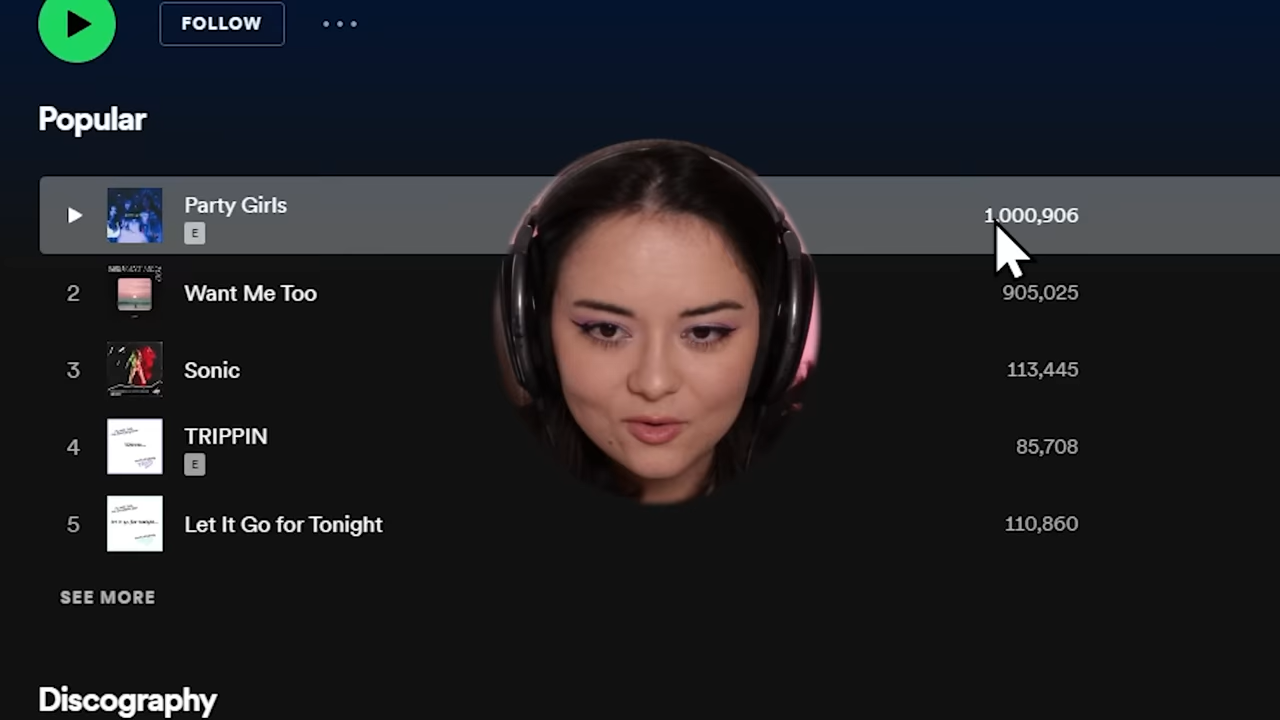 FOLLOW
Popular
Party Girls
1,000,906
E
2
Want Me Too
905,025
3
Sonic
113,445
4
TRIPPIN
85,708
E
5
Let It Go for Tonight
110,860
SEE MORE
Discography